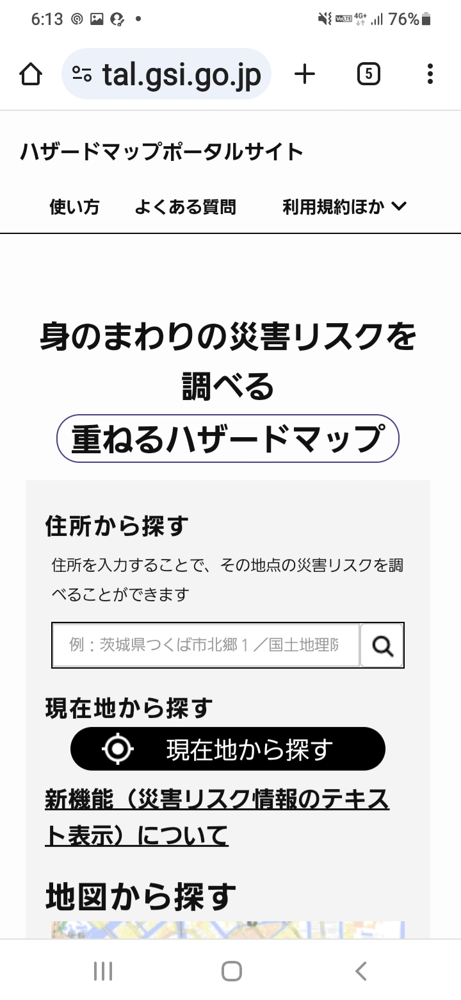 6:13
VoLTE 4G+ 76%
tal.gsi.go.jp
5
ハザードマップポータルサイト
使い方 よくある質問 利用規約ほか
身のまわりの災害リスクを
調べる
重ねるハザードマップ
住所から探す
住所を入力することで、その地点の災害リスクを調
べることができます
例：茨城県つくば市北郷１／国土地理院
現在地から探す
現在地から探す
新機能（災害リスク情報のテキス
ト表示）について
地図から探す